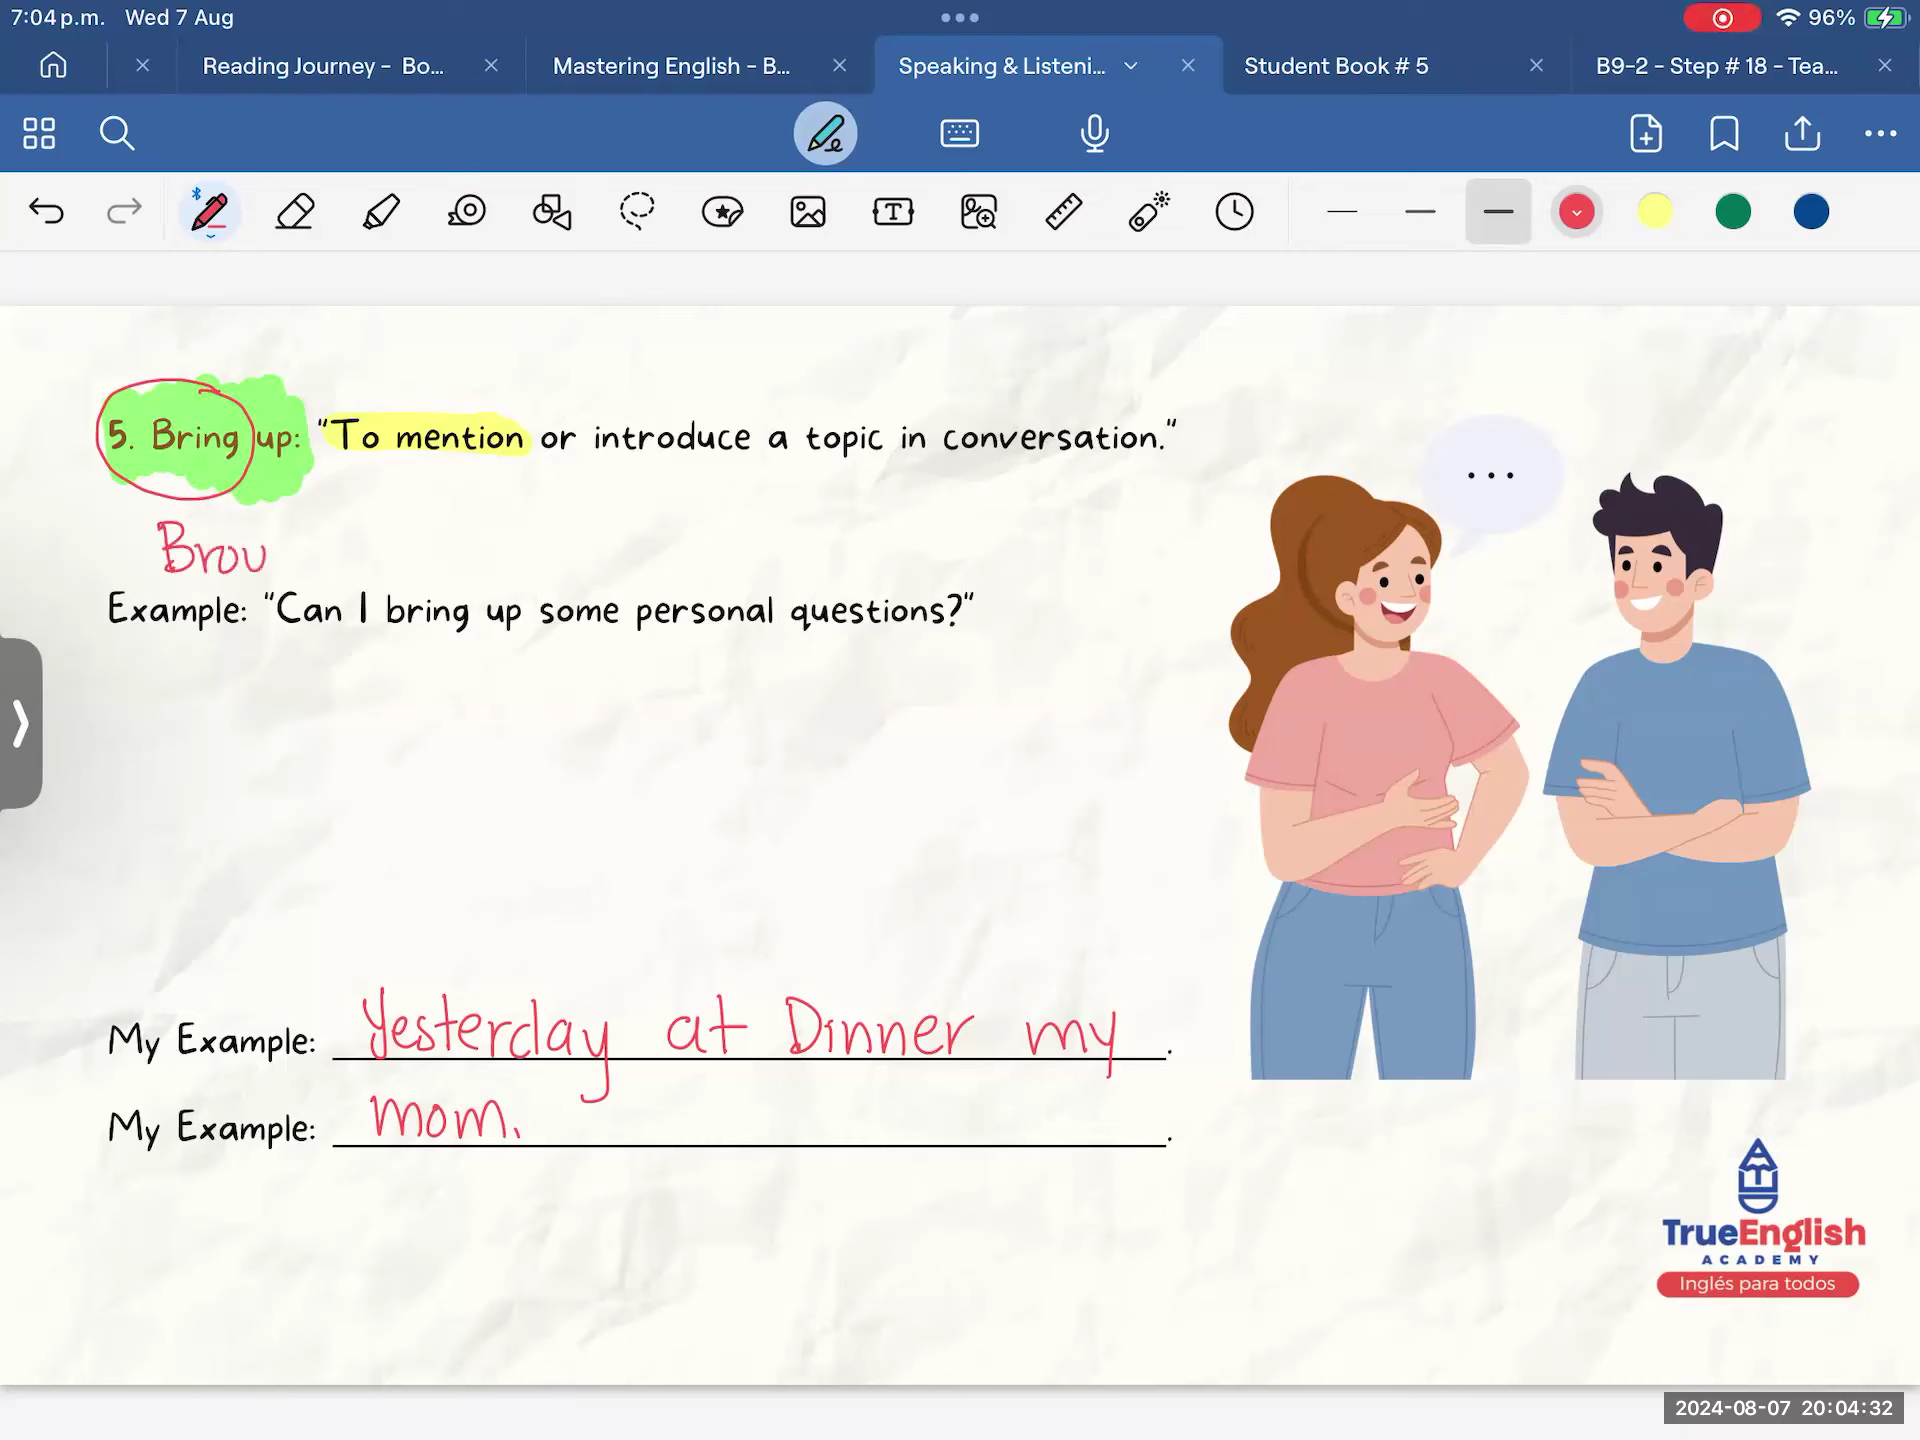 7:04 p.m. Wed 7 Aug
96%
Reading Journey - Bo...
Mastering English - B...
Speaking & Listeni...
Student Book # 5
B9-2 - Step # 18 - Tea...
5. Bring up: "To mention or introduce a topic in conversation."
...
Brou
Example: "Can I bring up some personal questions?"
My Example: Yesterday at Dinner my.
My Example: mom,.
TrueEnglish
ACADEMY
Inglés para todos
2024-08-07 20:04:32